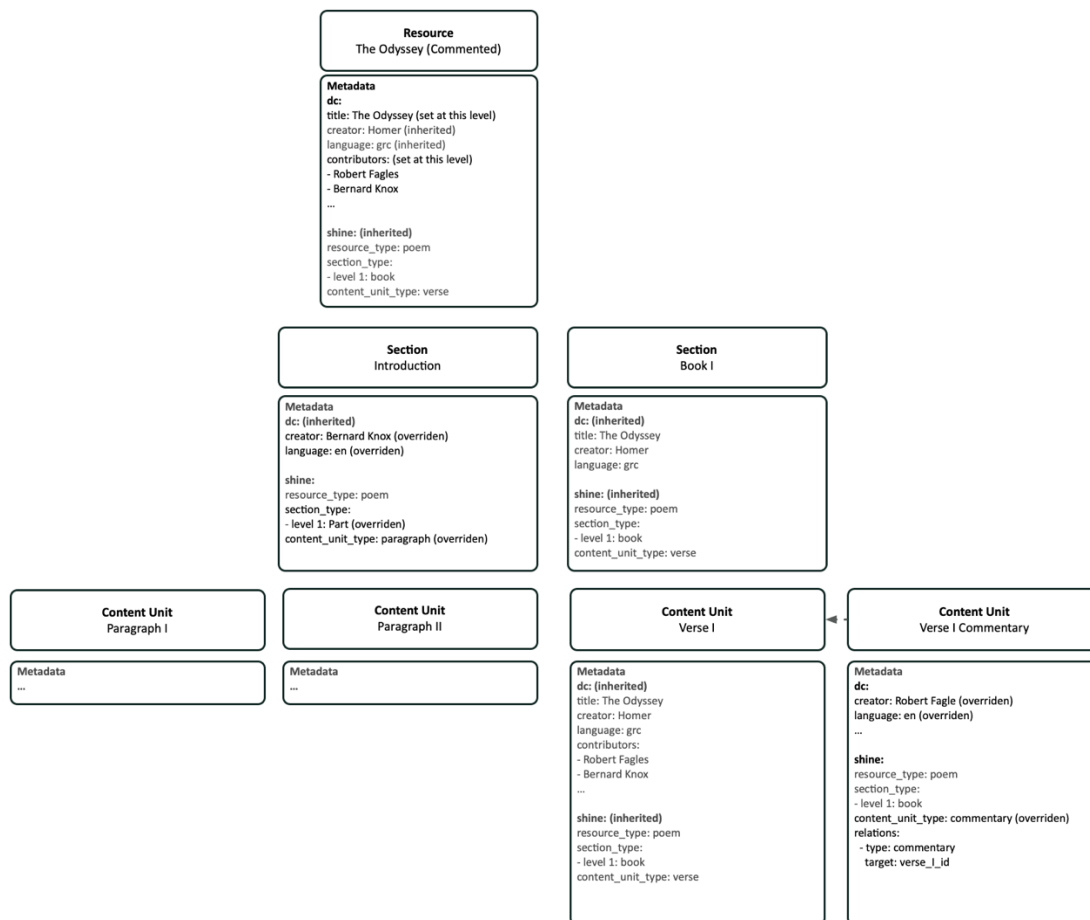 Resource
The Odyssey (Commented)
Metadata
dc:
title: The Odyssey (set at this level)
creator: Homer (inherited)
language: grc (inherited)
contributors: (set at this level)
- Robert Fagles
- Bernard Knox
...
shine: (inherited)
resource_type: poem
section_type:
- level 1: book
content_unit_type: verse
Section
Introduction
Metadata
dc: (inherited)
creator: Bernard Knox (overriden)
language: en (overriden)
shine:
resource_type: poem
section_type:
- level 1: Part (overriden)
content_unit_type: paragraph (overriden)
Section
Book I
Metadata
dc: (inherited)
title: The Odyssey
creator: Homer
language: grc
shine: (inherited)
resource_type: poem
section_type:
- level 1: book
content_unit_type: verse
Content Unit
Paragraph I
Metadata
...
Content Unit
Paragraph II
Metadata
...
Content Unit
Verse I
Metadata
dc: (inherited)
title: The Odyssey
creator: Homer
language: grc
contributors:
- Robert Fagles
- Bernard Knox
...
shine: (inherited)
resource_type: poem
section_type:
- level 1: book
content_unit_type: verse
Content Unit
Verse I Commentary
Metadata
dc:
creator: Robert Fagle (overriden)
language: en (overriden)
...
shine:
resource_type: poem
section_type:
- level 1: book
content_unit_type: commentary (overriden)
relations:
- type: commentary
target: verse_I_id